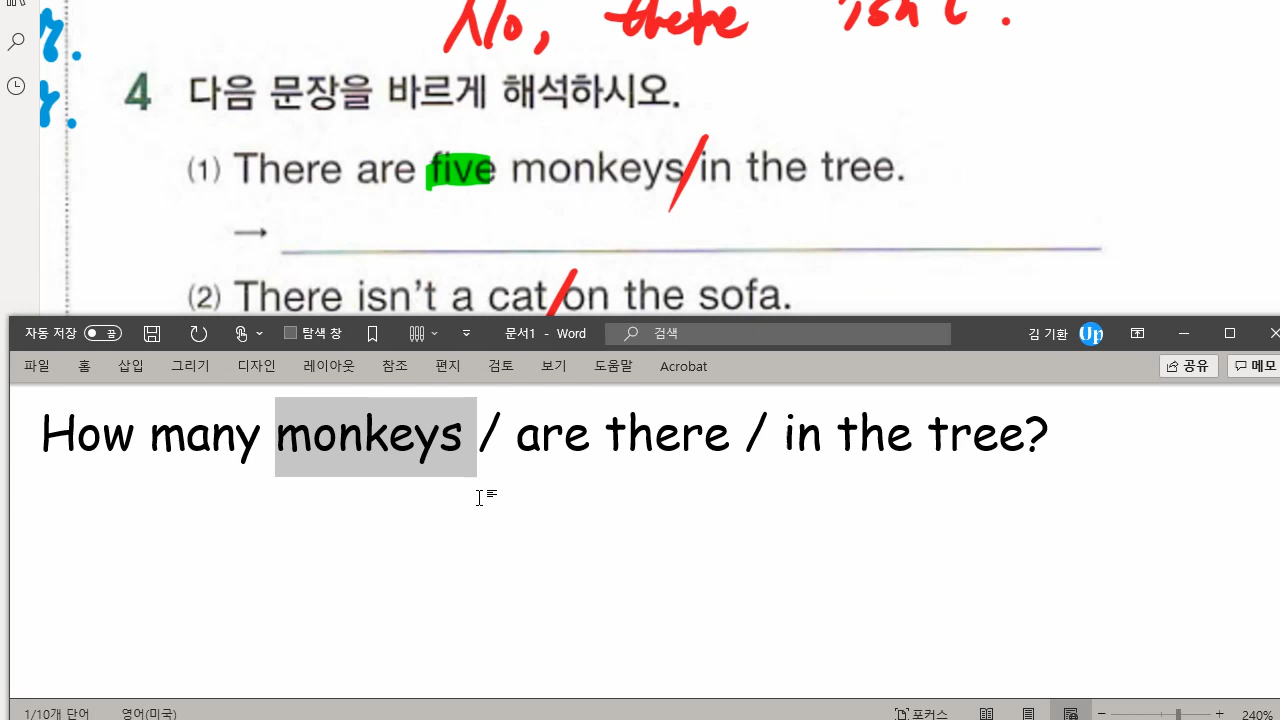 No, there isn't.
r.
r.
4 다음 문장을 바르게 해석하시오.
(1) There are five monkeys/in the tree.
→
(2) There isn't a cat/on the sofa.
자동 저장 끔 탐색 창 문서1 - Word 검색 김 기환 Up
파일 홈 삽입 그리기 디자인 레이아웃 참조 편지 검토 보기 도움말 Acrobat 공유 메모
How many monkeys / are there / in the tree?
1/10개 단어 영어(미국) 포커스 240%